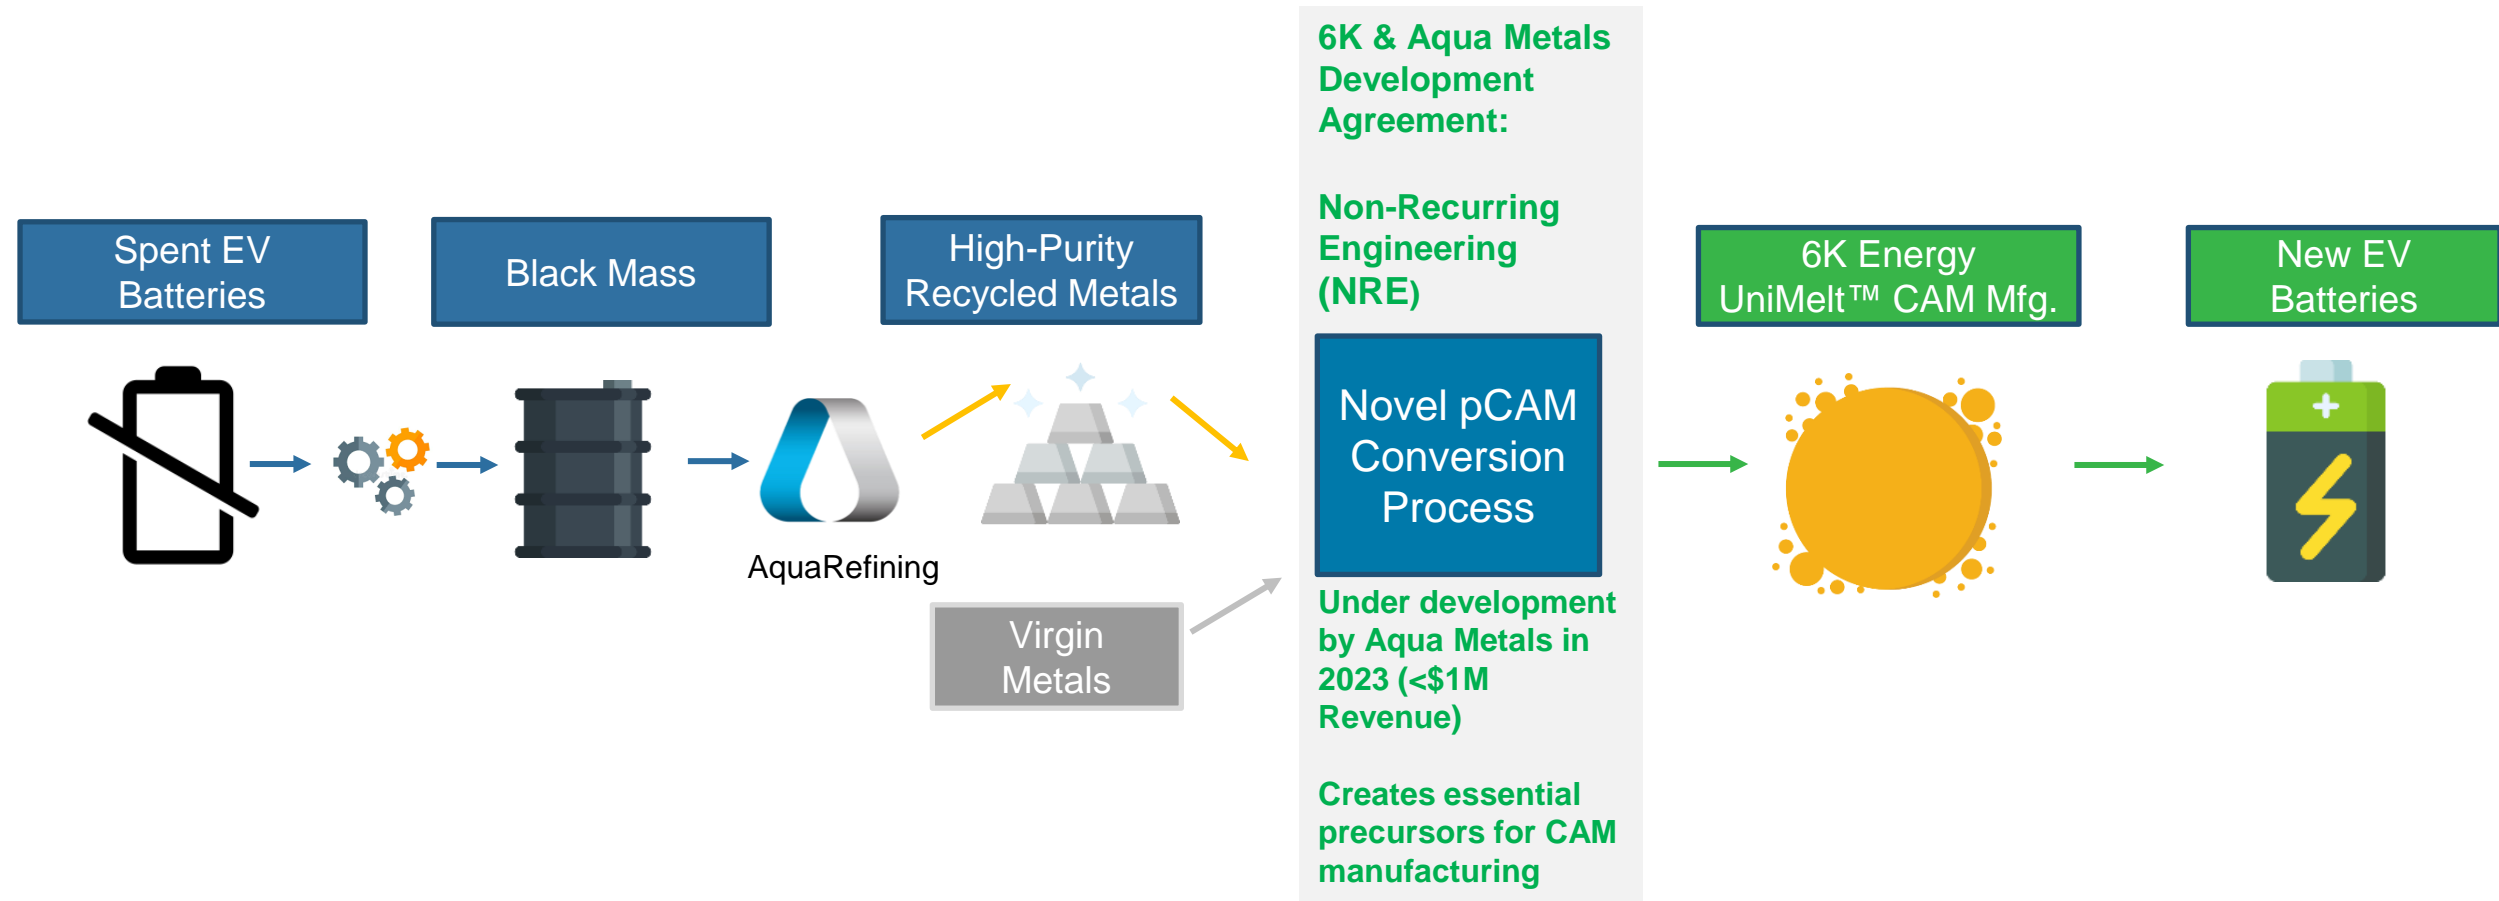 Spent EV
Batteries
Black Mass
AquaRefining
High-Purity
Recycled Metals
Virgin
Metals
6K & Aqua Metals
Development
Agreement:
Non-Recurring
Engineering
(NRE)
Novel pCAM
Conversion
Process
Under development
by Aqua Metals in
2023 (<$1M
Revenue)
Creates essential
precursors for CAM
manufacturing
6K Energy
UniMelt™ CAM Mfg.
New EV
Batteries